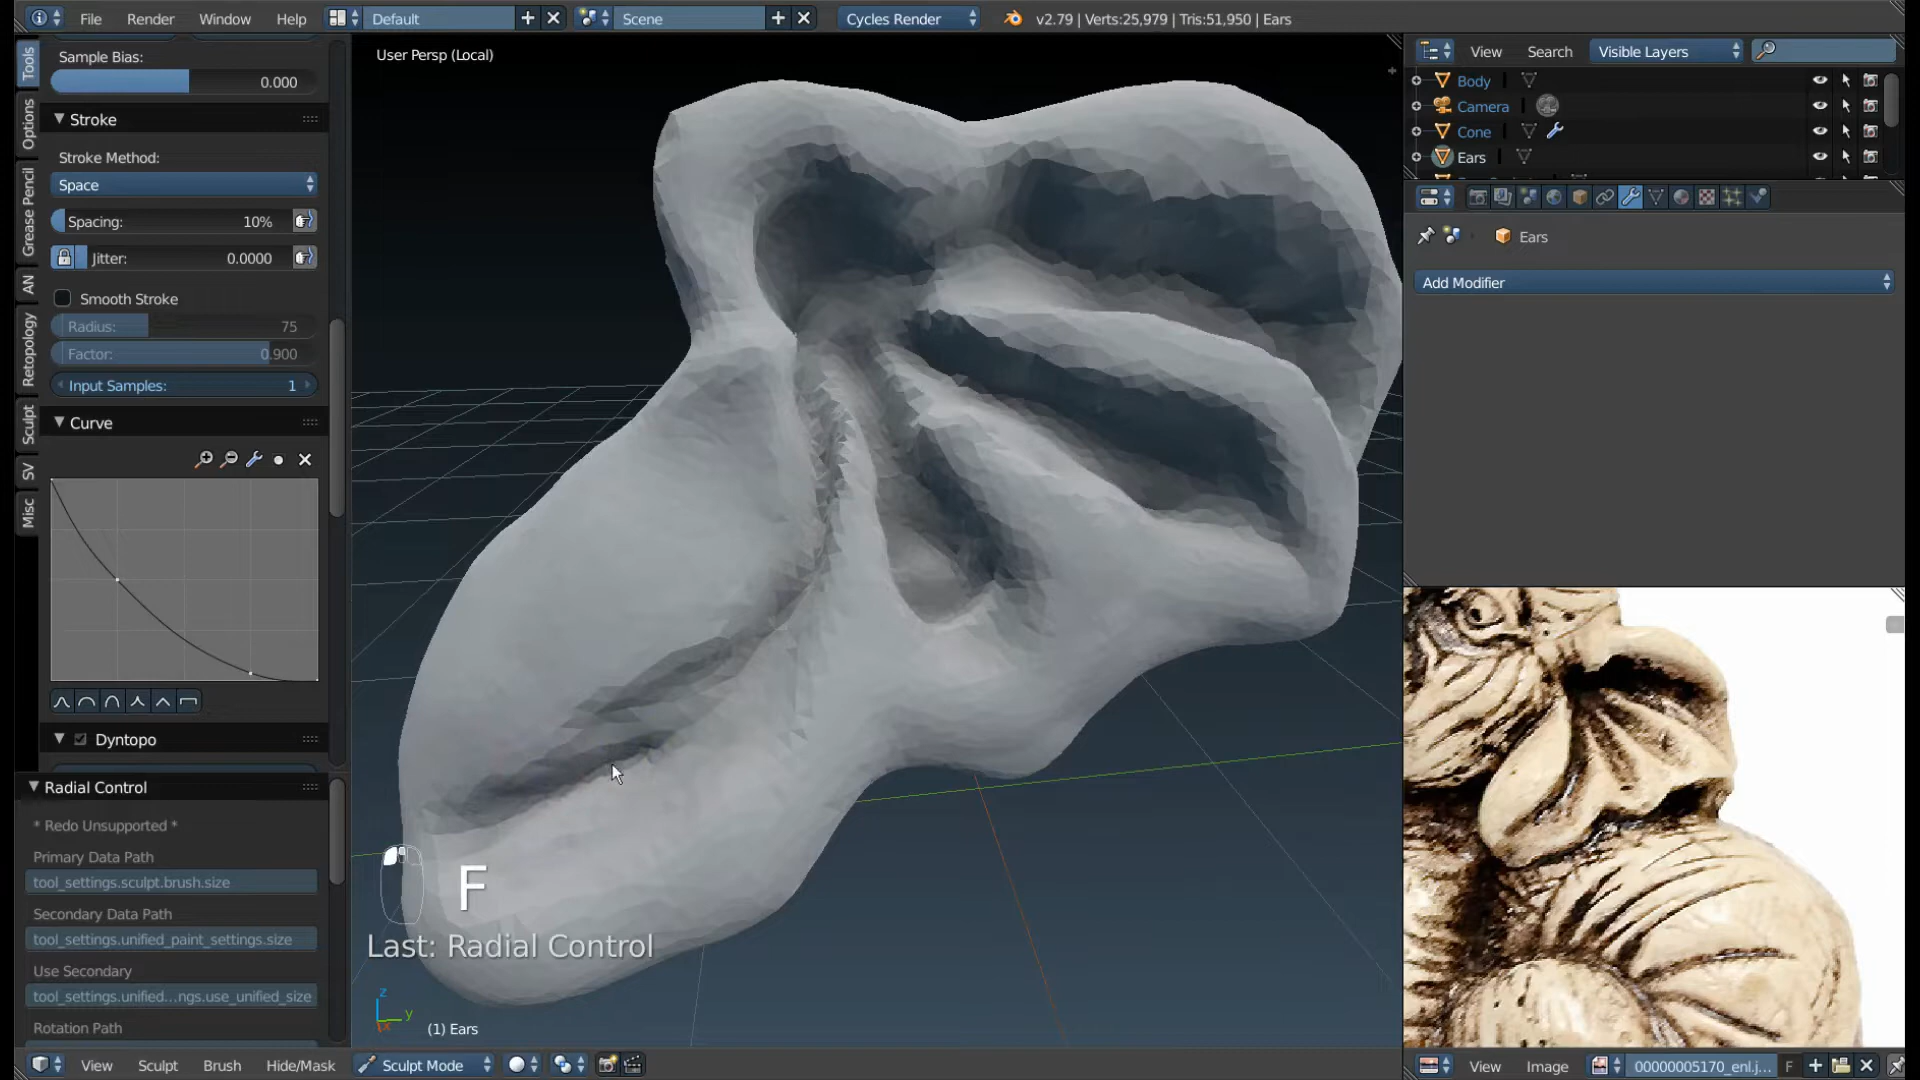 File Render Window Help Default Scene Cycles Render v2.79 | Verts:25,979 | Tris:51,950 | Ears
User Persp (Local)
Tools
Options
Grease Pencil
AN
Retopology
Sculpt
SV
Misc
Sample Bias:
0.000
Stroke
Stroke Method:
Space
Spacing: 10%
Jitter: 0.0000
Smooth Stroke
Radius: 75
Factor: 0.900
Input Samples: 1
Curve
Dyntopo
Radial Control
* Redo Unsupported *
Primary Data Path
tool_settings.sculpt.brush.size
Secondary Data Path
tool_settings.unified_paint_settings.size
Use Secondary
tool_settings.unified...ngs.use_unified_size
Rotation Path
F
Last: Radial Control
z
y
x
(1) Ears
View Sculpt Brush Hide/Mask Sculpt Mode
View Search Visible Layers
Body
Camera
Cone
Ears
Ears
Add Modifier
View Image 00000005170_enl.j... F